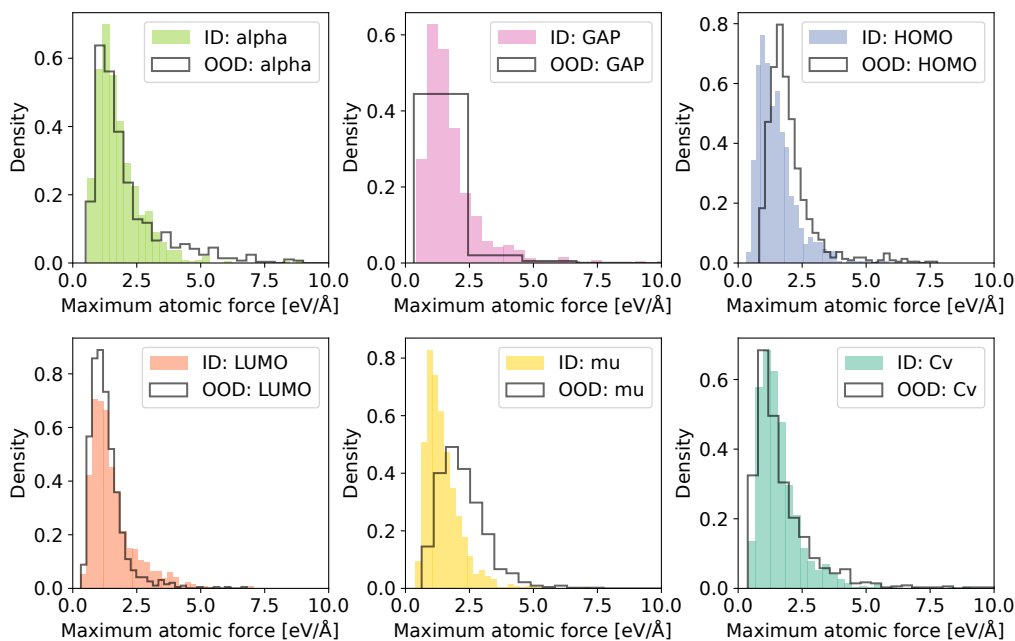 ID: alpha
OOD: alpha
Density
0.0
0.2
0.4
0.6
0.0
2.5
5.0
7.5
10.0
Maximum atomic force [eV/Å]
ID: GAP
OOD: GAP
Density
0.0
0.2
0.4
0.6
0.0
2.5
5.0
7.5
10.0
Maximum atomic force [eV/Å]
ID: HOMO
OOD: HOMO
Density
0.0
0.2
0.4
0.6
0.8
0.0
2.5
5.0
7.5
10.0
Maximum atomic force [eV/Å]
ID: LUMO
OOD: LUMO
Density
0.0
0.2
0.4
0.6
0.8
0.0
2.5
5.0
7.5
10.0
Maximum atomic force [eV/Å]
ID: mu
OOD: mu
Density
0.0
0.2
0.4
0.6
0.8
0.0
2.5
5.0
7.5
10.0
Maximum atomic force [eV/Å]
ID: Cv
OOD: Cv
Density
0.0
0.2
0.4
0.6
0.0
2.5
5.0
7.5
10.0
Maximum atomic force [eV/Å]